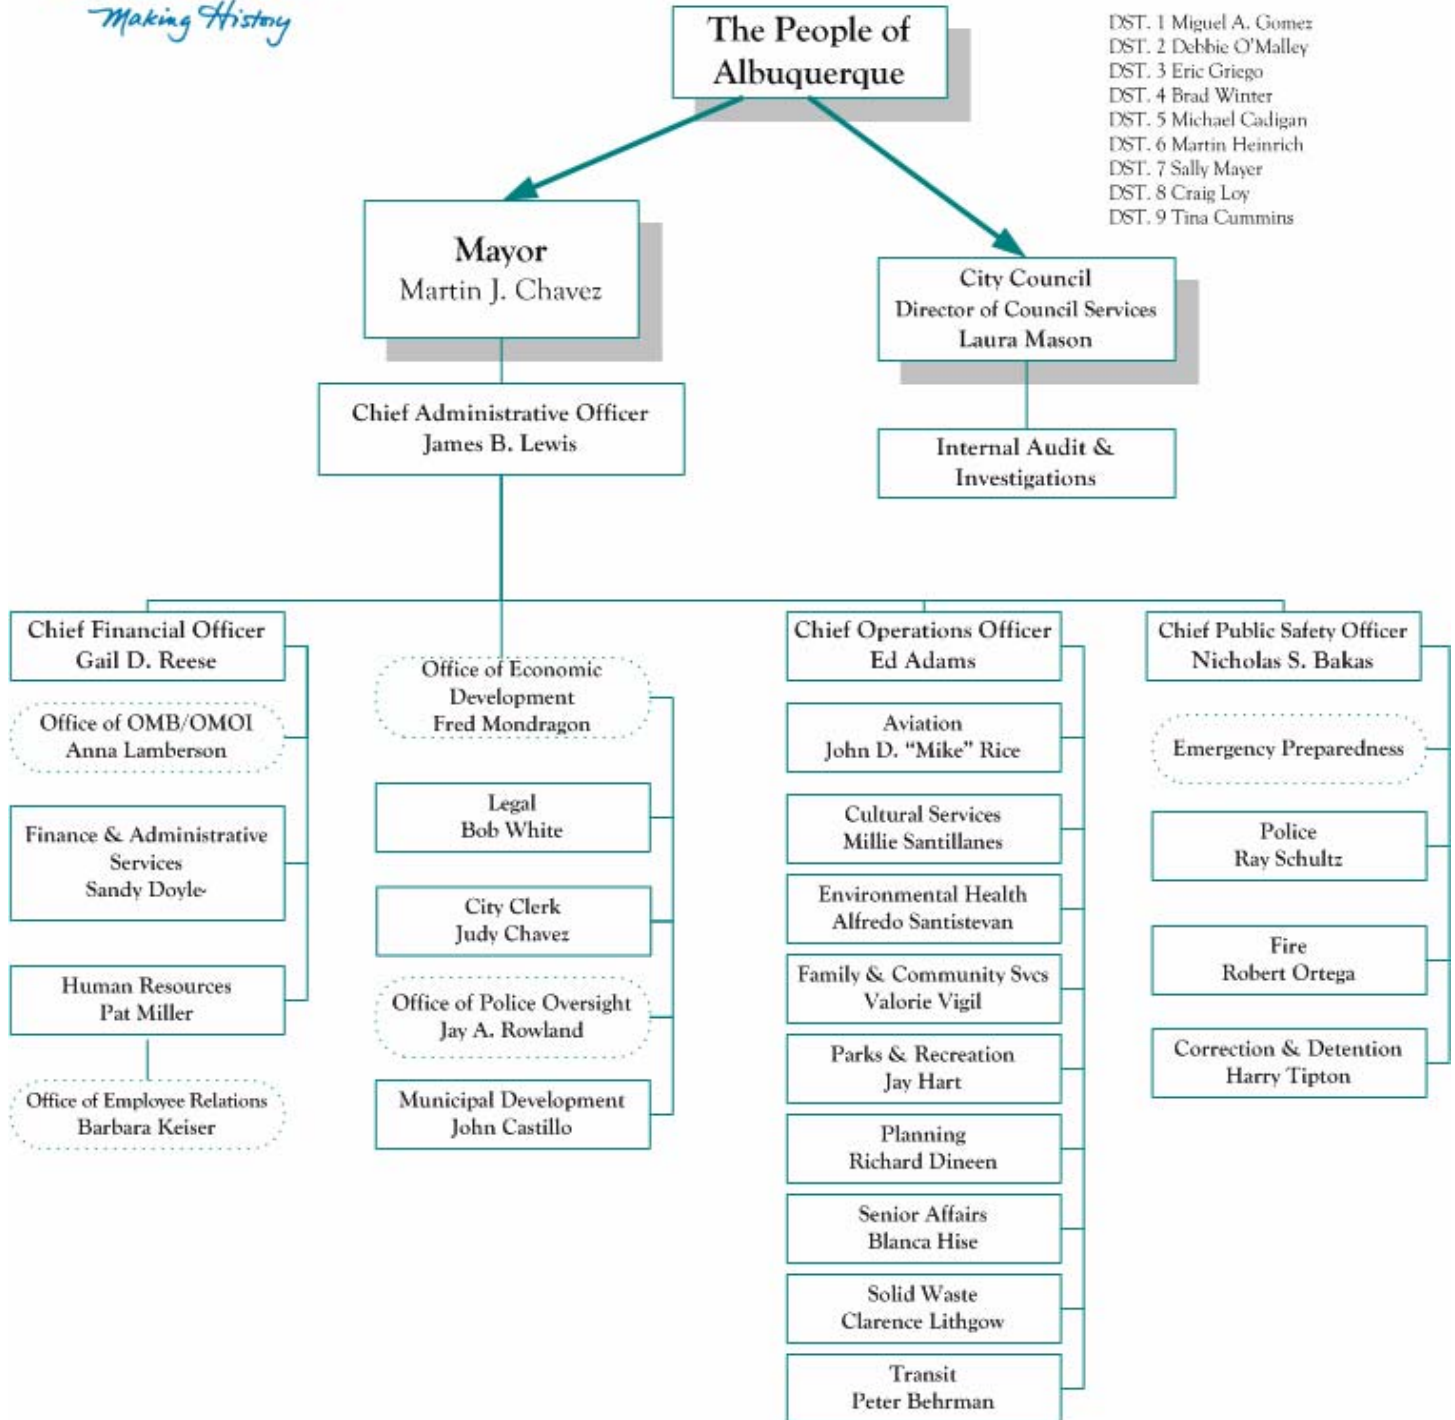 Making History
The People of
Albuquerque
DST. 1 Miguel A. Gomez
DST. 2 Debbie O'Malley
DST. 3 Eric Griego
DST. 4 Brad Winter
DST. 5 Michael Cadigan
DST. 6 Martin Heinrich
DST. 7 Sally Mayer
DST. 8 Craig Loy
DST. 9 Tina Cummins
Mayor
Martin J. Chavez
City Council
Director of Council Services
Laura Mason
Chief Administrative Officer
James B. Lewis
Internal Audit &
Investigations
Chief Financial Officer
Gail D. Reese
Office of OMB/OMOI
Anna Lamberson
Finance & Administrative
Services
Sandy Doyle
Human Resources
Pat Miller
Office of Employee Relations
Barbara Keiser
Office of Economic
Development
Fred Mondragon
Legal
Bob White
City Clerk
Judy Chavez
Office of Police Oversight
Jay A. Rowland
Municipal Development
John Castillo
Chief Operations Officer
Ed Adams
Aviation
John D. “Mike” Rice
Cultural Services
Millie Santillanes
Environmental Health
Alfredo Santistevan
Family & Community Svcs
Valorie Vigil
Parks & Recreation
Jay Hart
Planning
Richard Dineen
Senior Affairs
Blanca Hise
Solid Waste
Clarence Lithgow
Transit
Peter Behrman
Chief Public Safety Officer
Nicholas S. Bakas
Emergency Preparedness
Police
Ray Schultz
Fire
Robert Ortega
Correction & Detention
Harry Tipton